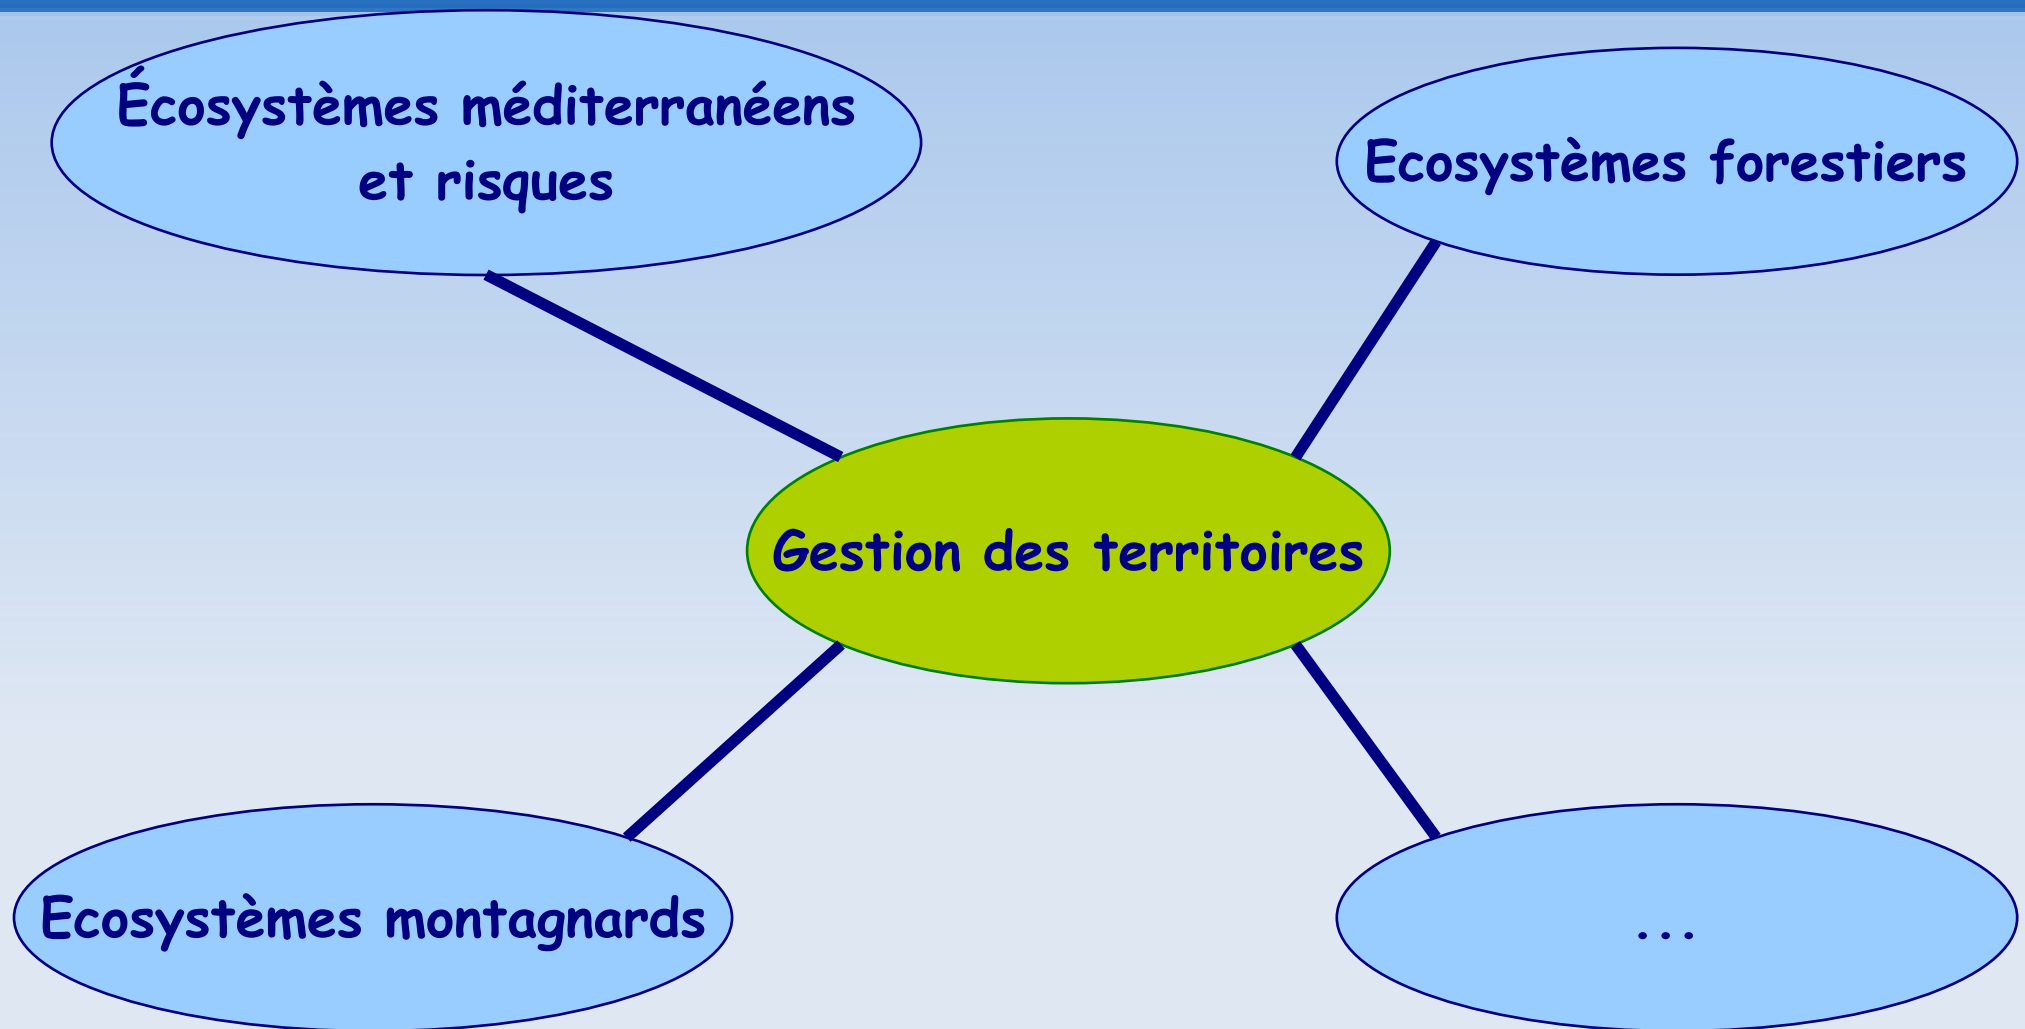 Écosystèmes méditerranéens
et risques
Ecosystèmes forestiers
Gestion des territoires
Ecosystèmes montagnards
...